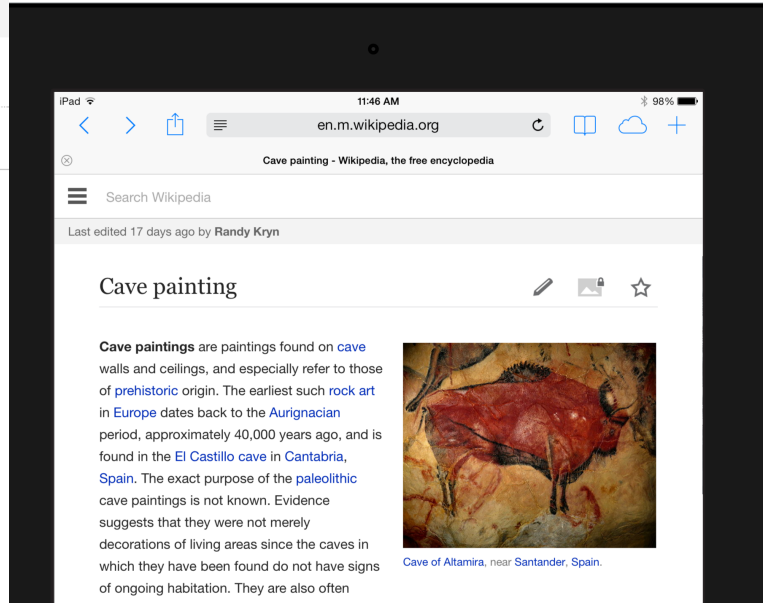 iPad 11:46 AM 98%
en.m.wikipedia.org
Cave painting - Wikipedia, the free encyclopedia
Search Wikipedia
Last edited 17 days ago by Randy Kryn
Cave painting
Cave paintings are paintings found on cave
walls and ceilings, and especially refer to those
of prehistoric origin. The earliest such rock art
in Europe dates back to the Aurignacian
period, approximately 40,000 years ago, and is
found in the El Castillo cave in Cantabria,
Spain. The exact purpose of the paleolithic
cave paintings is not known. Evidence
suggests that they were not merely
decorations of living areas since the caves in
which they have been found do not have signs
of ongoing habitation. They are also often
Cave of Altamira, near Santander, Spain.